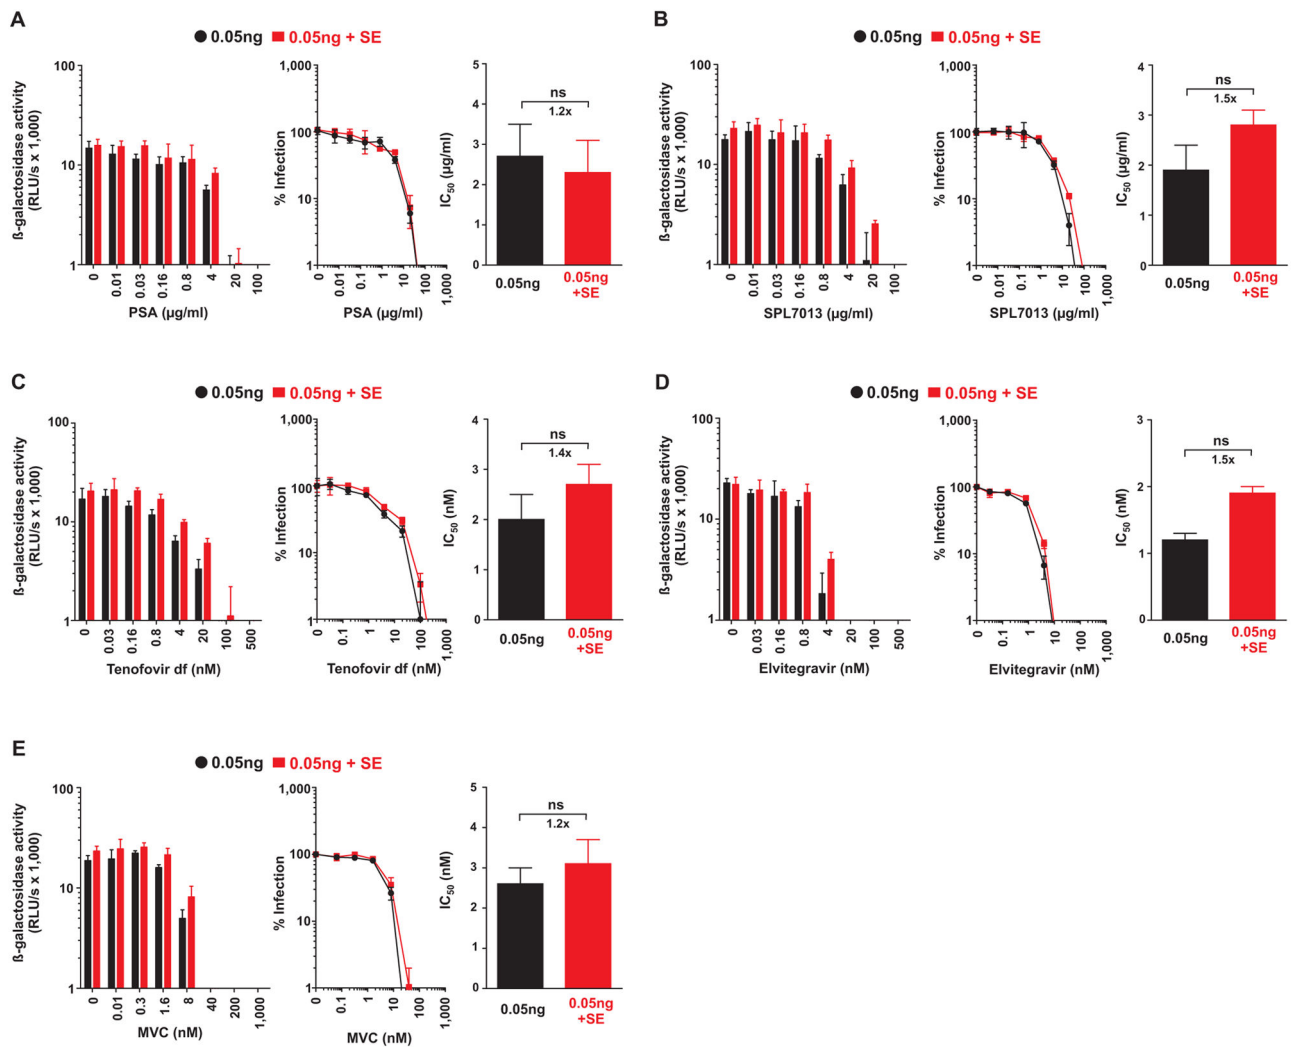 A
0.05ng 0.05ng + SE
ß-galactosidase activity
(RLU/s x 1,000)
100
10
1
0 0.01 0.03 0.16 0.8 4 20 100
PSA (µg/ml)
% Infection
1,000
100
10
1
0 0.01 0.1 1 10 100 1,000
PSA (µg/ml)
IC50 (µg/ml)
5
4
3
2
1
0
ns
1.2x
0.05ng 0.05ng
+SE
B
0.05ng 0.05ng + SE
ß-galactosidase activity
(RLU/s x 1,000)
100
10
1
0 0.01 0.03 0.16 0.8 4 20 100
SPL7013 (µg/ml)
% Infection
1,000
100
10
1
0 0.01 0.1 1 10 100 1,000
SPL7013 (µg/ml)
IC50 (µg/ml)
4
3
2
1
0
ns
1.5x
0.05ng 0.05ng
+SE
C
0.05ng 0.05ng + SE
ß-galactosidase activity
(RLU/s x 1,000)
100
10
1
0 0.03 0.16 0.8 4 20 100 500
Tenofovir df (nM)
% Infection
1,000
100
10
1
0 0.1 1 10 100 1,000
Tenofovir df (nM)
IC50 (nM)
4
3
2
1
0
ns
1.4x
0.05ng 0.05ng
+SE
D
0.05ng 0.05ng + SE
ß-galactosidase activity
(RLU/s x 1,000)
100
10
1
0 0.03 0.16 0.8 4 20 100 500
Elvitegravir (nM)
% Infection
1,000
100
10
1
0 0.1 1 10 100 1,000
Elvitegravir (nM)
IC50 (nM)
3
2
1
0
ns
1.5x
0.05ng 0.05ng
+SE
E
0.05ng 0.05ng + SE
ß-galactosidase activity
(RLU/s x 1,000)
100
10
1
0 0.01 0.3 1.6 8 40 200 1,000
MVC (nM)
% Infection
1,000
100
10
1
0 0.1 1 10 100 1,000
MVC (nM)
IC50 (nM)
5
4
3
2
1
0
ns
1.2x
0.05ng 0.05ng
+SE